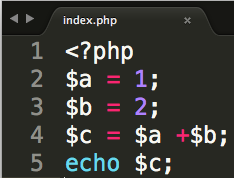 index.php
1 <?php
2 $a = 1;
3 $b = 2;
4 $c = $a +$b;
5 echo $c;